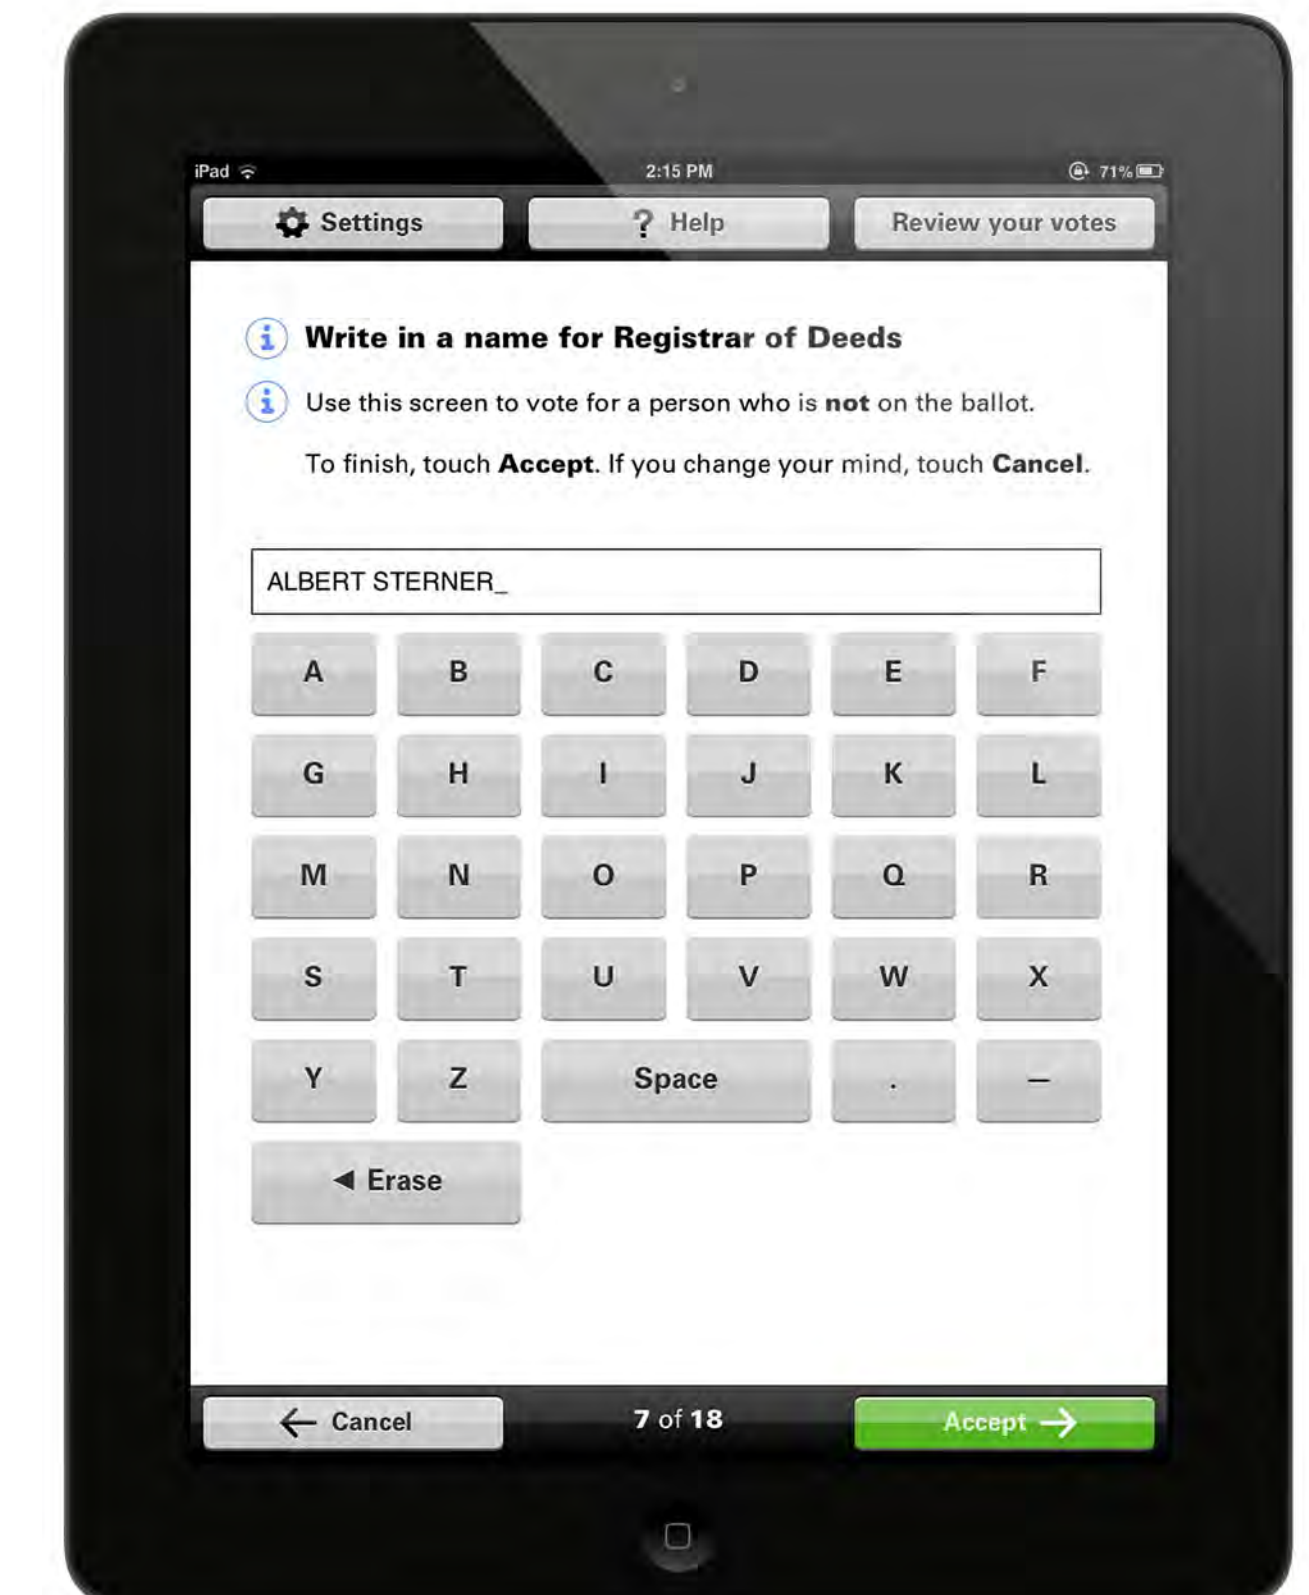 iPad 2:15 PM 71%
Settings ? Help Review your votes
i Write in a name for Registrar of Deeds
i Use this screen to vote for a person who is not on the ballot.
To finish, touch Accept. If you change your mind, touch Cancel.
ALBERT STERNER_
A B C D E F
G H I J K L
M N O P Q R
S T U V W X
Y Z Space . —
◄ Erase
← Cancel 7 of 18 Accept →